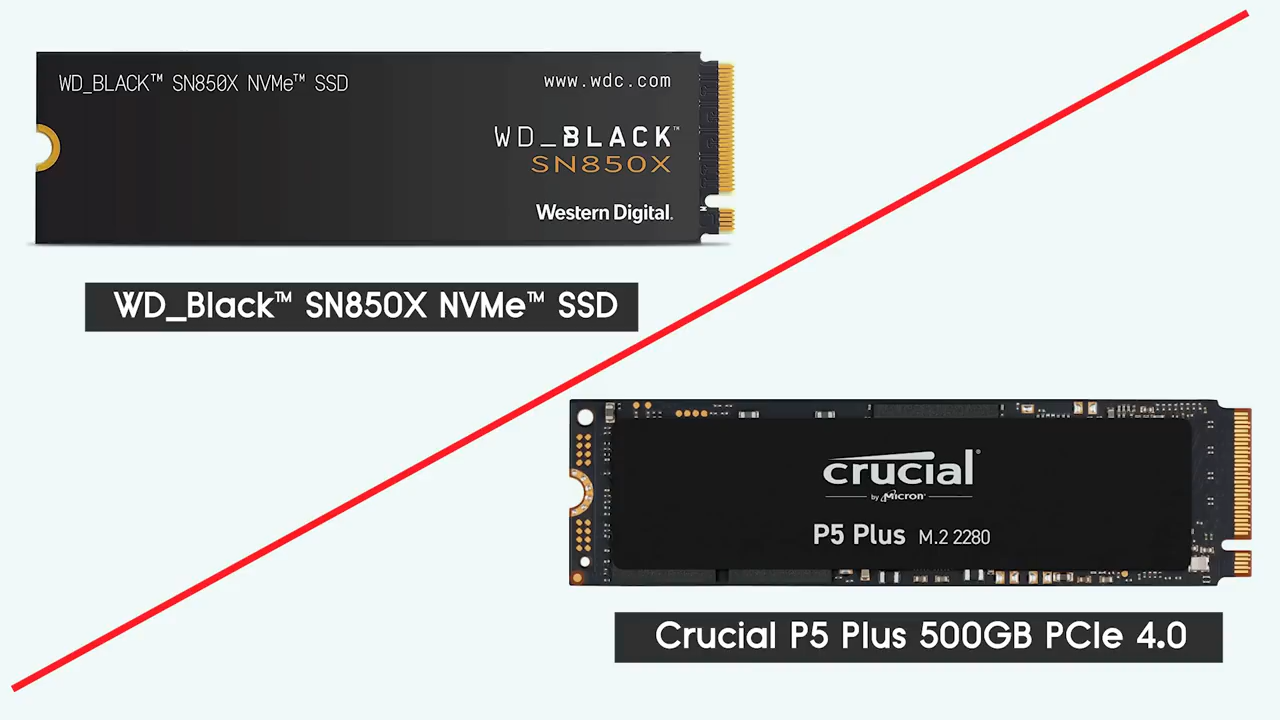 WD_BLACK™ SN850X NVMe™ SSD
www.wdc.com
WD_BLACK™
SN850X
Western Digital.
WD_Black™ SN850X NVMe™ SSD
crucial®
by Micron®
P5 Plus M.2 2280
Crucial P5 Plus 500GB PCIe 4.0